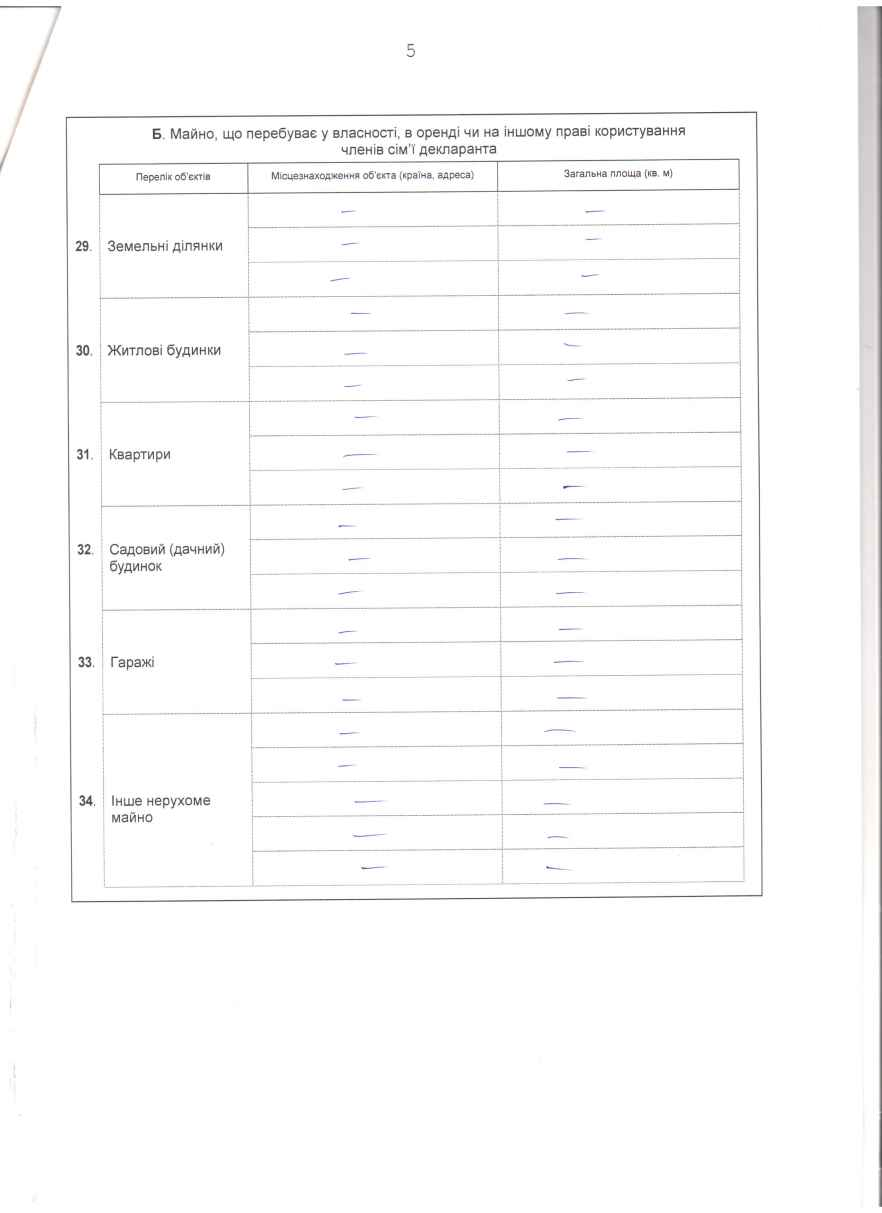 5
Б. Майно, що перебуває у власності, в оренді чи на іншому праві користування
членів сім’ї декларанта
Перелік об’єктів Місцезнаходження об’єкта (країна, адреса) Загальна площа (кв. м)
— —
29. Земельні ділянки — —
— —
— —
30. Житлові будинки — —
— —
— —
31. Квартири — —
— —
— —
32. Садовий (дачний)
будинок — —
— —
— —
33. Гаражі — —
— —
— —
— —
34. Інше нерухоме
майно — —
— —
— —